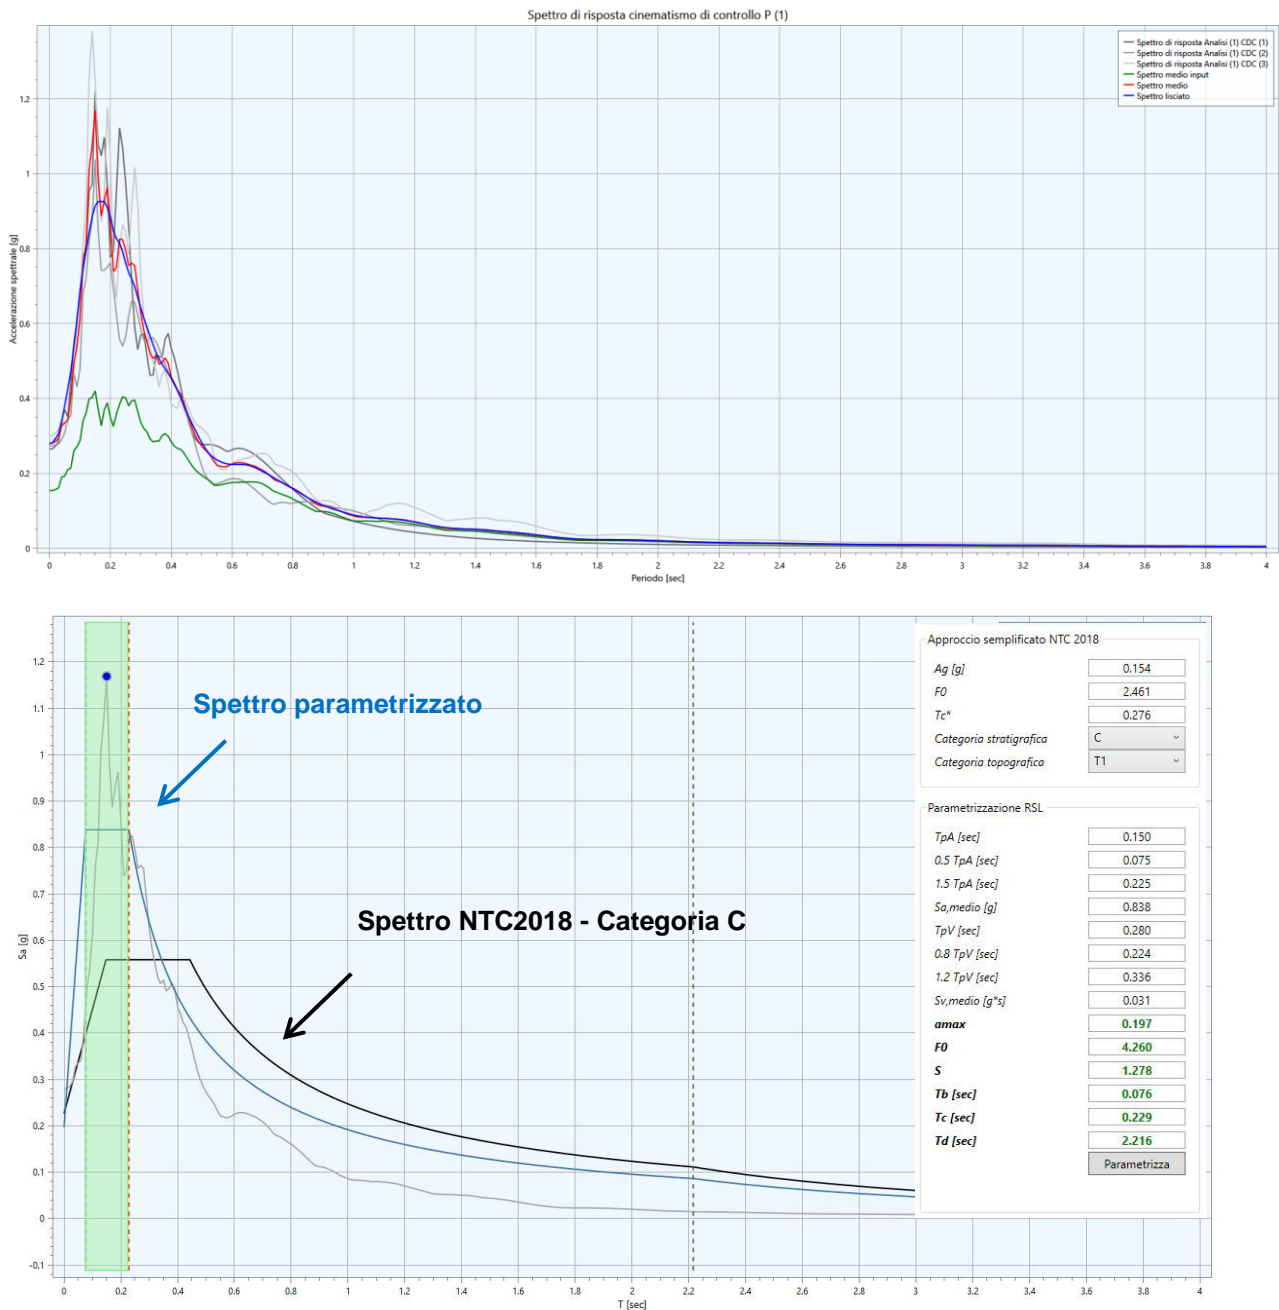 Spettro di risposta cinematismo di controllo P (1)
Spettro di risposta Analisi (1) CDC (1)
Spettro di risposta Analisi (1) CDC (2)
Spettro di risposta Analisi (1) CDC (3)
Spettro medio input
Spettro medio
Spettro lisciato
Accelerazione spettrale [g]
1.2
1
0.8
0.6
0.4
0.2
0
0 0.2 0.4 0.6 0.8 1 1.2 1.4 1.6 1.8 2 2.2 2.4 2.6 2.8 3 3.2 3.4 3.6 3.8 4
Periodo [sec]
Sa [g]
1.2
1.1
1
0.9
0.8
0.7
0.6
0.5
0.4
0.3
0.2
0.1
0
-0.1
Spettro parametrizzato
Spettro NTC2018 - Categoria C
0 0.2 0.4 0.6 0.8 1 1.2 1.4 1.6 1.8 2 2.2 2.4 2.6 2.8 3 3.2 3.4 3.6 3.8 4
T [sec]
Approccio semplificato NTC 2018
Ag [g] 0.154
F0 2.461
Tc* 0.276
Categoria stratigrafica C
Categoria topografica T1
Parametrizzazione RSL
TpA [sec] 0.150
0.5 TpA [sec] 0.075
1.5 TpA [sec] 0.225
Sa,medio [g] 0.838
TpV [sec] 0.280
0.8 TpV [sec] 0.224
1.2 TpV [sec] 0.336
Sv,medio [g*s] 0.031
amax 0.197
F0 4.260
S 1.278
Tb [sec] 0.076
Tc [sec] 0.229
Td [sec] 2.216
Parametrizza